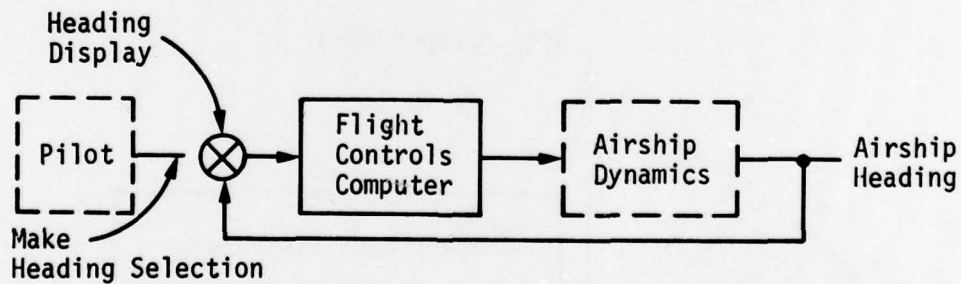 Heading
Display
Pilot
Flight
Controls
Computer
Airship
Dynamics
Airship
Heading
Make
Heading Selection